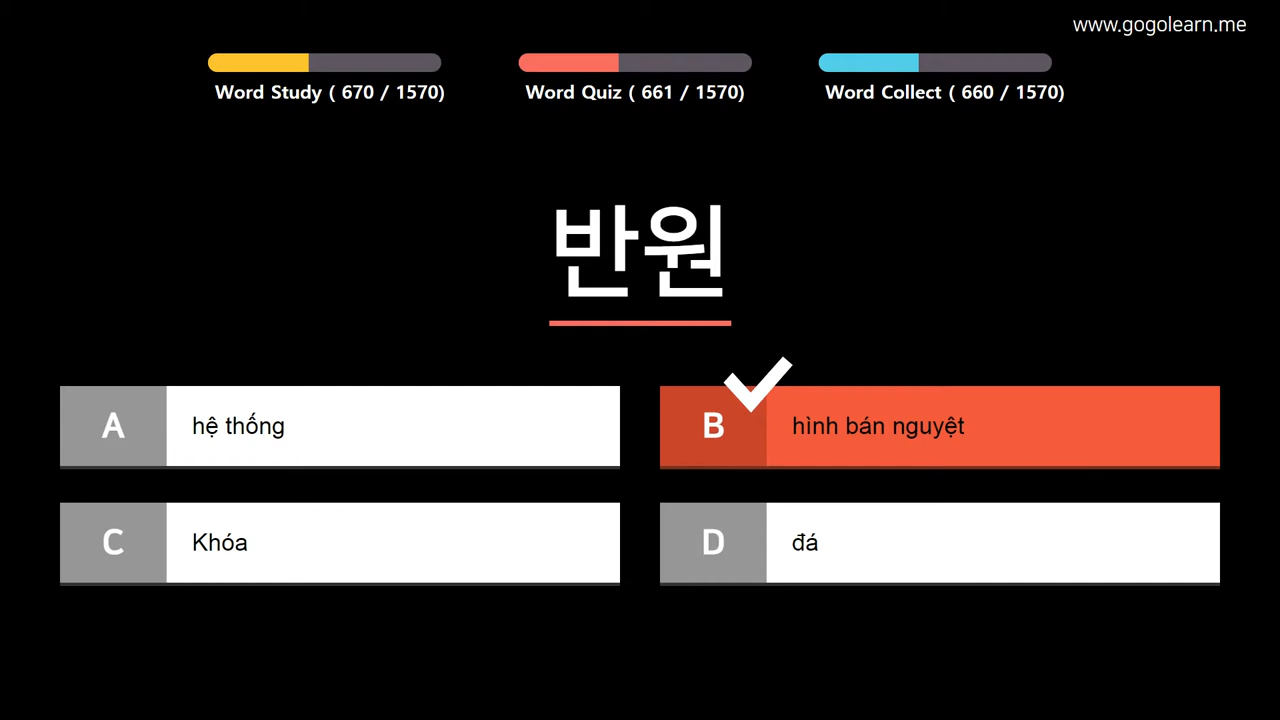 www.gogolearn.me
Word Study ( 670 / 1570)
Word Quiz ( 661 / 1570)
Word Collect ( 660 / 1570)
반원
A hệ thống
B hình bán nguyệt
C Khóa
D đá